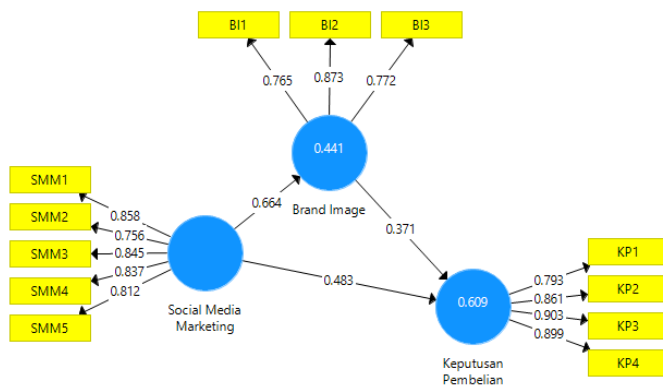 BI1
BI2
BI3
0.765
0.873
0.772
0.441
Brand Image
SMM1
SMM2
SMM3
SMM4
SMM5
0.858
0.756
0.845
0.837
0.812
Social Media
Marketing
0.664
0.371
0.483
0.609
Keputusan
Pembelian
0.793
0.861
0.903
0.899
KP1
KP2
KP3
KP4